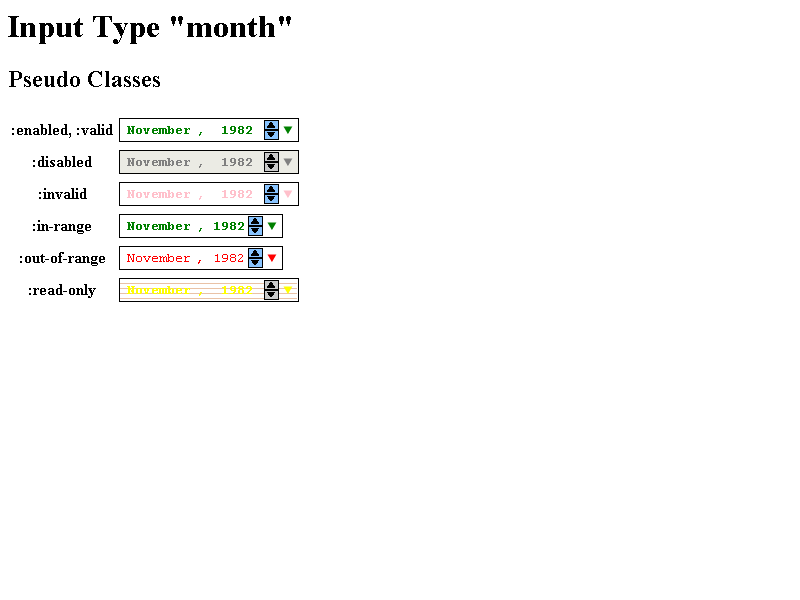 Input Type "month"
Pseudo Classes
:enabled, :valid November , 1982
:disabled November , 1982
:invalid November , 1982
:in-range November , 1982
:out-of-range November , 1982
:read-only November , 1982